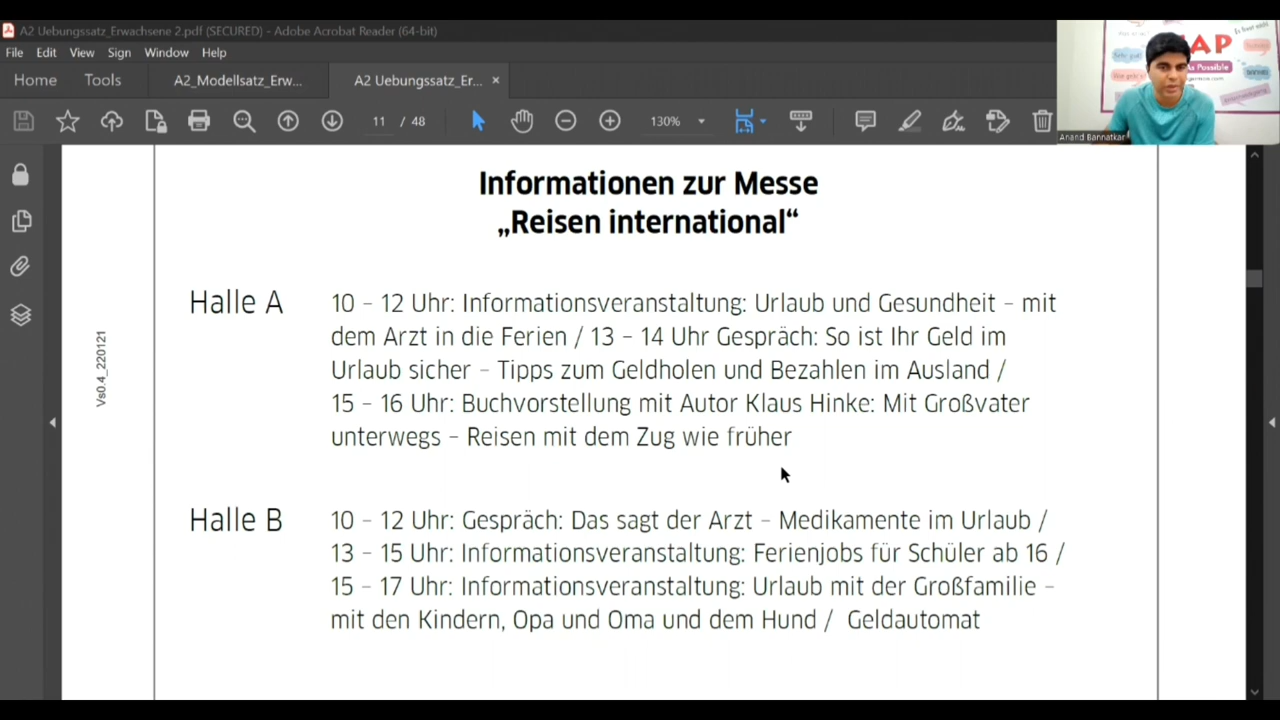 A2 Uebungssatz_Erwachsene 2.pdf (SECURED) - Adobe Acrobat Reader (64-bit)
File Edit View Sign Window Help
Home Tools A2_Modellsatz_Erw... A2 Uebungssatz_Er... ×
11 / 48 130%
As Possible
Anand Bannatkar
Informationen zur Messe
„Reisen international“
Halle A 10 – 12 Uhr: Informationsveranstaltung: Urlaub und Gesundheit – mit
dem Arzt in die Ferien / 13 – 14 Uhr Gespräch: So ist Ihr Geld im
Urlaub sicher – Tipps zum Geldholen und Bezahlen im Ausland /
15 – 16 Uhr: Buchvorstellung mit Autor Klaus Hinke: Mit Großvater
unterwegs – Reisen mit dem Zug wie früher
Vs0.4_220121
Halle B 10 – 12 Uhr: Gespräch: Das sagt der Arzt – Medikamente im Urlaub /
13 – 15 Uhr: Informationsveranstaltung: Ferienjobs für Schüler ab 16 /
15 – 17 Uhr: Informationsveranstaltung: Urlaub mit der Großfamilie –
mit den Kindern, Opa und Oma und dem Hund / Geldautomat